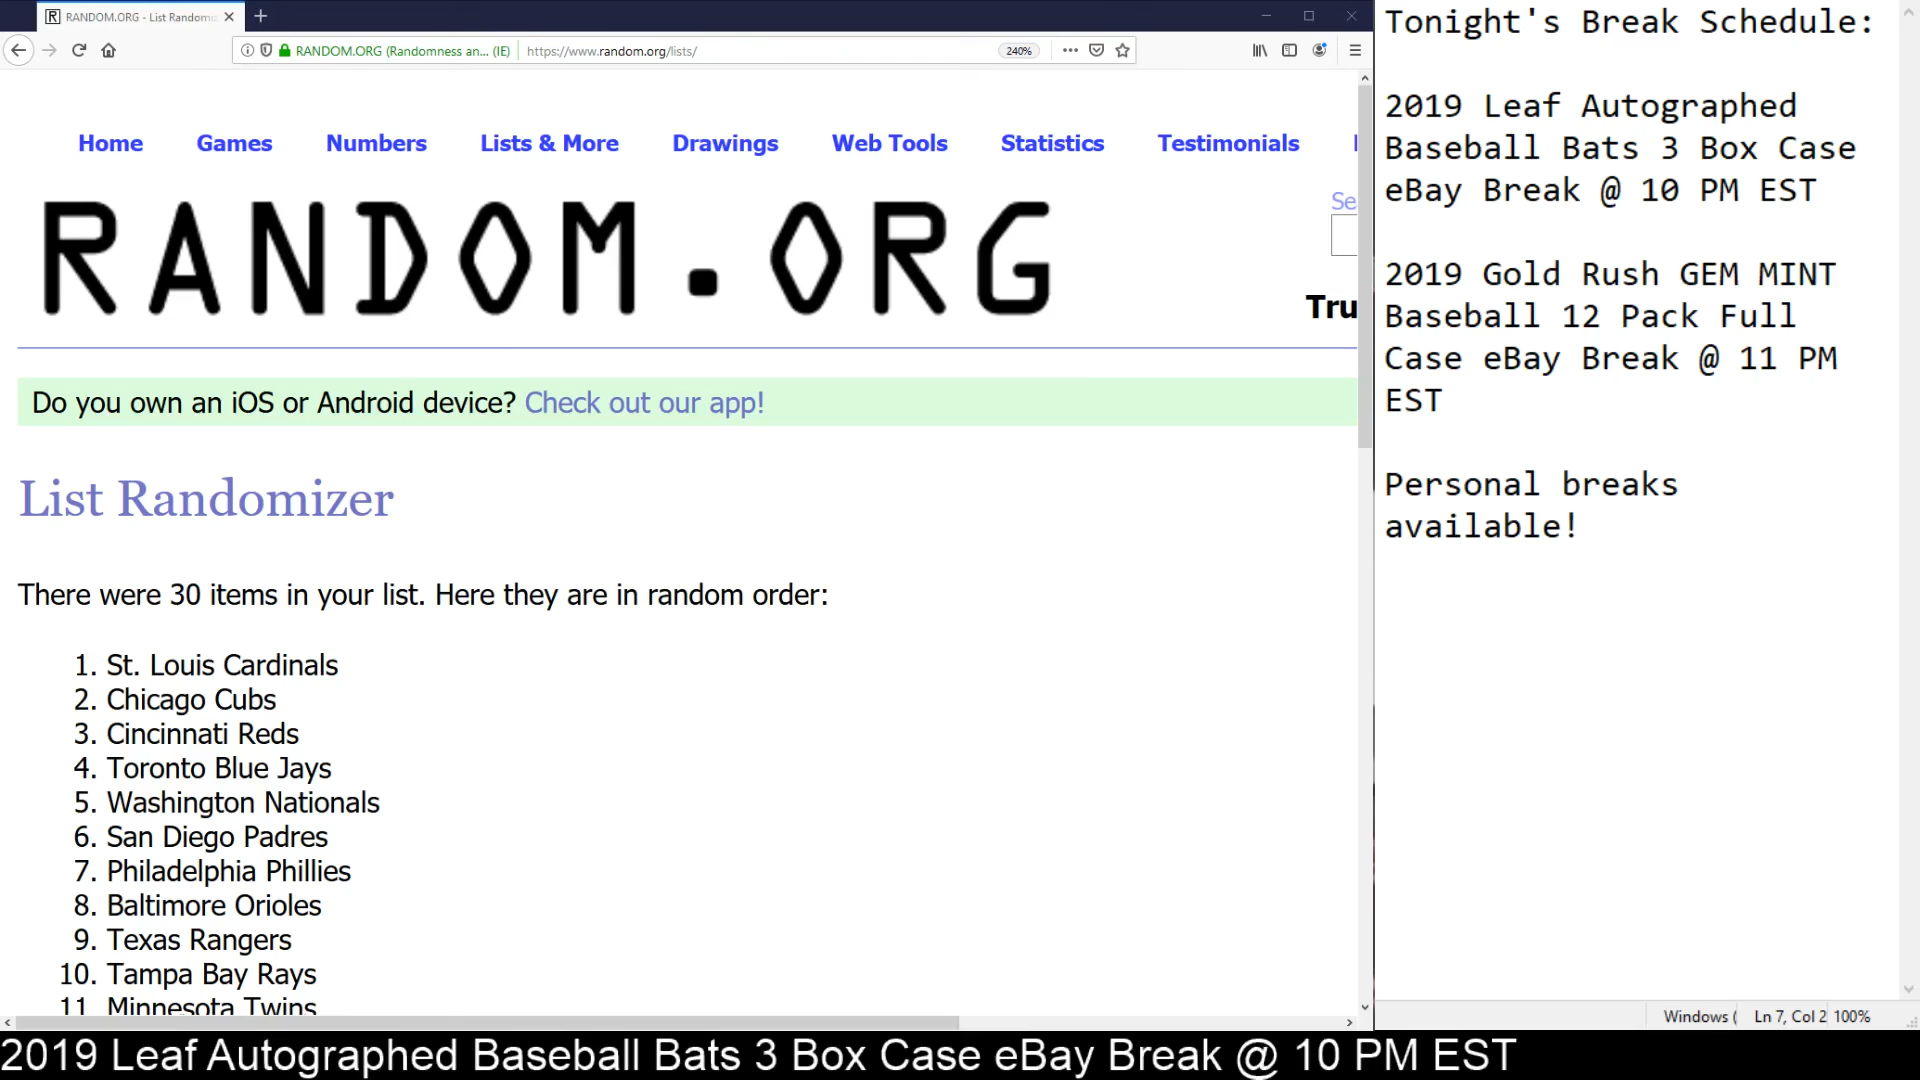 RANDOM.ORG - List Randomi
RANDOM.ORG (Randomness an... (IE)
https://www.random.org/lists/
240%
Home Games Numbers Lists & More Drawings Web Tools Statistics Testimonials
RANDOM.ORG
Se
Tru
Do you own an iOS or Android device? Check out our app!
List Randomizer
There were 30 items in your list. Here they are in random order:
1. St. Louis Cardinals
2. Chicago Cubs
3. Cincinnati Reds
4. Toronto Blue Jays
5. Washington Nationals
6. San Diego Padres
7. Philadelphia Phillies
8. Baltimore Orioles
9. Texas Rangers
10. Tampa Bay Rays
11. Minnesota Twins
Tonight's Break Schedule:
2019 Leaf Autographed
Baseball Bats 3 Box Case
eBay Break @ 10 PM EST
2019 Gold Rush GEM MINT
Baseball 12 Pack Full
Case eBay Break @ 11 PM
EST
Personal breaks
available!
Windows ( Ln 7, Col 2 100%
2019 Leaf Autographed Baseball Bats 3 Box Case eBay Break @ 10 PM EST